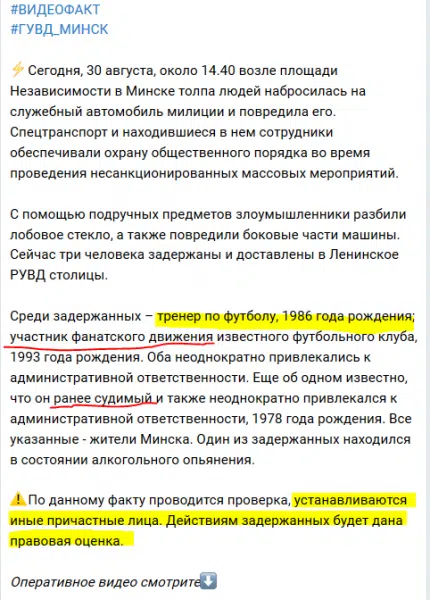 #ВИДЕОФАКТ
#ГУВД_МИНСК
⚡Сегодня, 30 августа, около 14.40 возле площади
Независимости в Минске толпа людей набросилась на
служебный автомобиль милиции и повредила его.
Спецтранспорт и находившиеся в нем сотрудники
обеспечивали охрану общественного порядка во время
проведения несанкционированных массовых мероприятий.
С помощью подручных предметов злоумышленники разбили
лобовое стекло, а также повредили боковые части машины.
Сейчас три человека задержаны и доставлены в Ленинское
РУВД столицы.
Среди задержанных – тренер по футболу, 1986 года рождения;
участник фанатского движения известного футбольного клуба,
1993 года рождения. Оба неоднократно привлекались к
административной ответственности. Еще об одном известно,
что он ранее судимый и также неоднократно привлекался к
административной ответственности, 1978 года рождения. Все
указанные - жители Минска. Один из задержанных находился
в состоянии алкогольного опьянения.
⚠️По данному факту проводится проверка, устанавливаются
иные причастные лица. Действиям задержанных будет дана
правовая оценка.
Оперативное видео смотрите⬇️